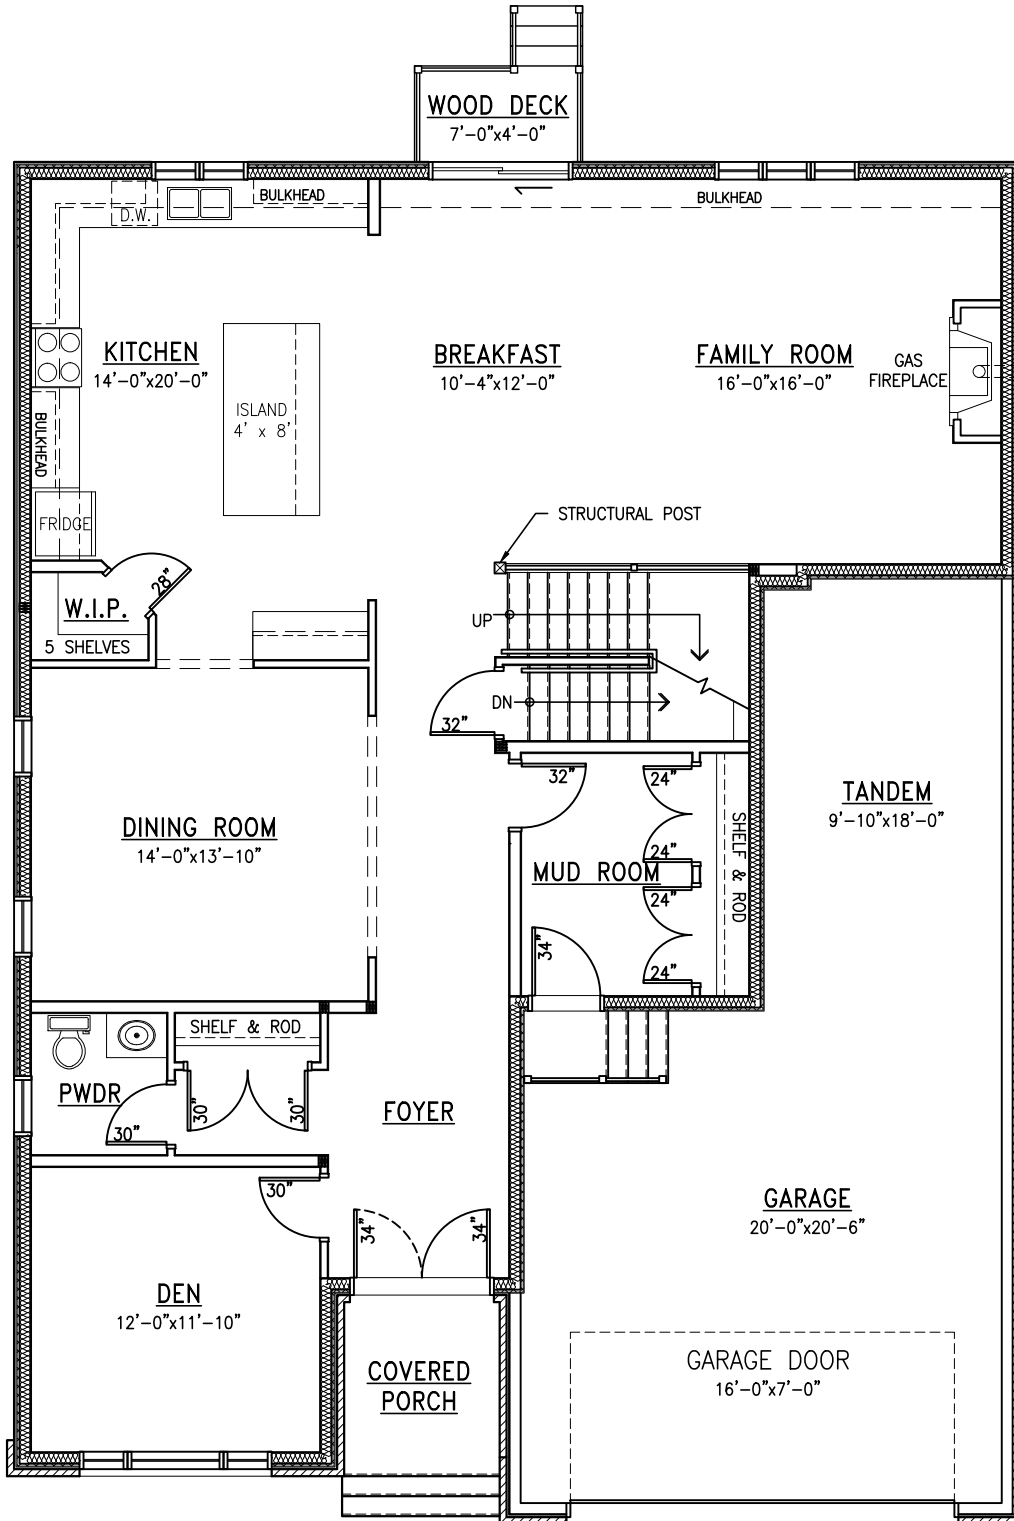 WOOD DECK
7'-0"x4'-0"
D.W.
BULKHEAD
BULKHEAD
KITCHEN
14'-0"x20'-0"
BREAKFAST
10'-4"x12'-0"
FAMILY ROOM
16'-0"x16'-0"
GAS
FIREPLACE
ISLAND
4' x 8'
BULKHEAD
FRIDGE
STRUCTURAL POST
28"
W.I.P.
5 SHELVES
UP
DN
32"
32"
24"
TANDEM
9'-10"x18'-0"
DINING ROOM
14'-0"x13'-10"
24"
MUD ROOM
SHELF & ROD
24"
34"
24"
SHELF & ROD
PWDR
30"
30"
30"
FOYER
30"
34"
34"
GARAGE
20'-0"x20'-6"
DEN
12'-0"x11'-10"
COVERED
PORCH
GARAGE DOOR
16'-0"x7'-0"